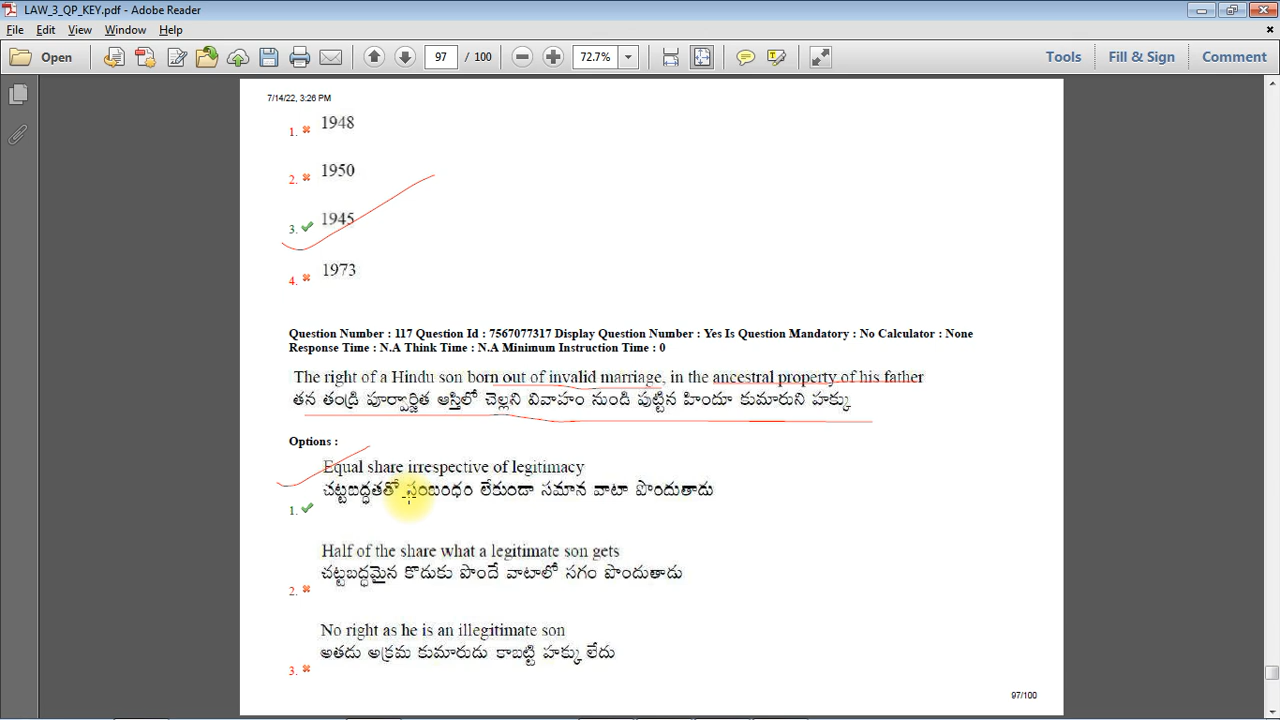 LAW_3_QP_KEY.pdf - Adobe Reader
File Edit View Window Help
Open 97 / 100 72.7% Tools Fill & Sign Comment
7/14/22, 3:26 PM
1. 1948
2. 1950
3. 1945
4. 1973
Question Number : 117 Question Id : 7567077317 Display Question Number : Yes Is Question Mandatory : No Calculator : None
Response Time : N.A Think Time : N.A Minimum Instruction Time : 0
The right of a Hindu son born out of invalid marriage, in the ancestral property of his father
తన తండ్రి పూర్వార్జిత ఆస్తిలో చెల్లని వివాహం నుండి పుట్టిన హిందూ కుమారుని హక్కు
Options :
Equal share irrespective of legitimacy
చట్టబద్ధతతో సంబంధం లేకుండా సమాన వాటా పొందుతాడు
1.
Half of the share what a legitimate son gets
చట్టబద్ధమైన కొడుకు పొందే వాటాలో సగం పొందుతాడు
2.
No right as he is an illegitimate son
అతడు అక్రమ కుమారుడు కాబట్టి హక్కు లేదు
3.
97/100